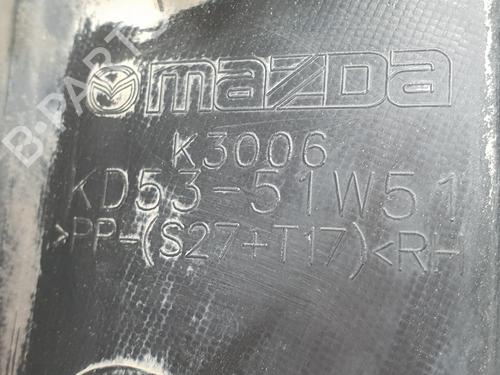 mazda
K3006
KD53-51W51
>PP-(S27+T17)<RH
B-PARTS